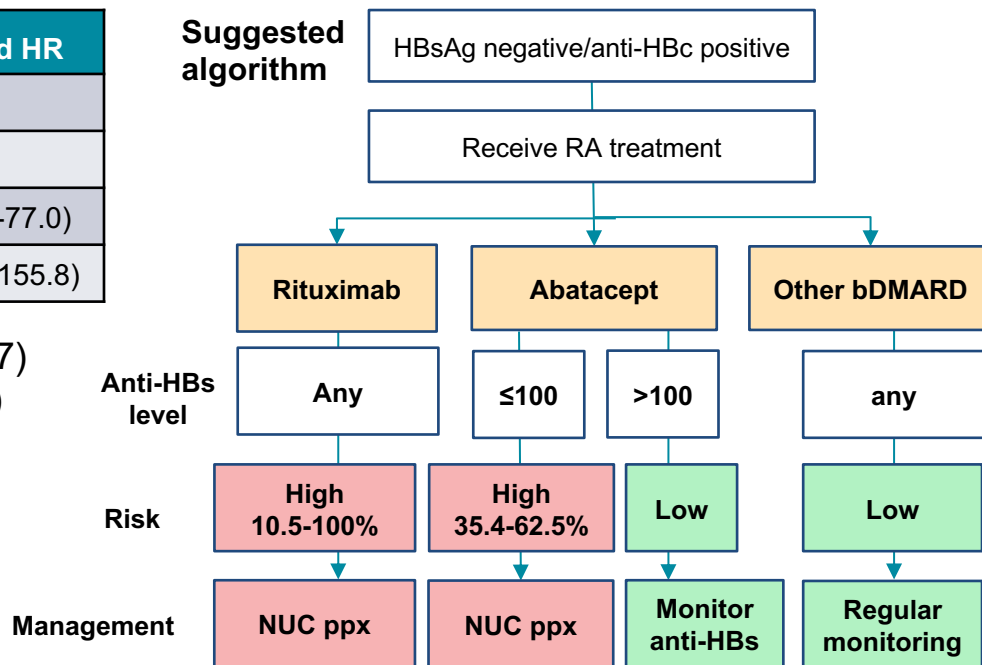 d HR
-77.0)
155.8)
7)
)
Suggested
algorithm
HBsAg negative/anti-HBc positive
Receive RA treatment
Rituximab
Abatacept
Other bDMARD
Anti-HBs
level
Any
≤100
>100
any
Risk
High
10.5-100%
High
35.4-62.5%
Low
Low
Management
NUC ppx
NUC ppx
Monitor
anti-HBs
Regular
monitoring